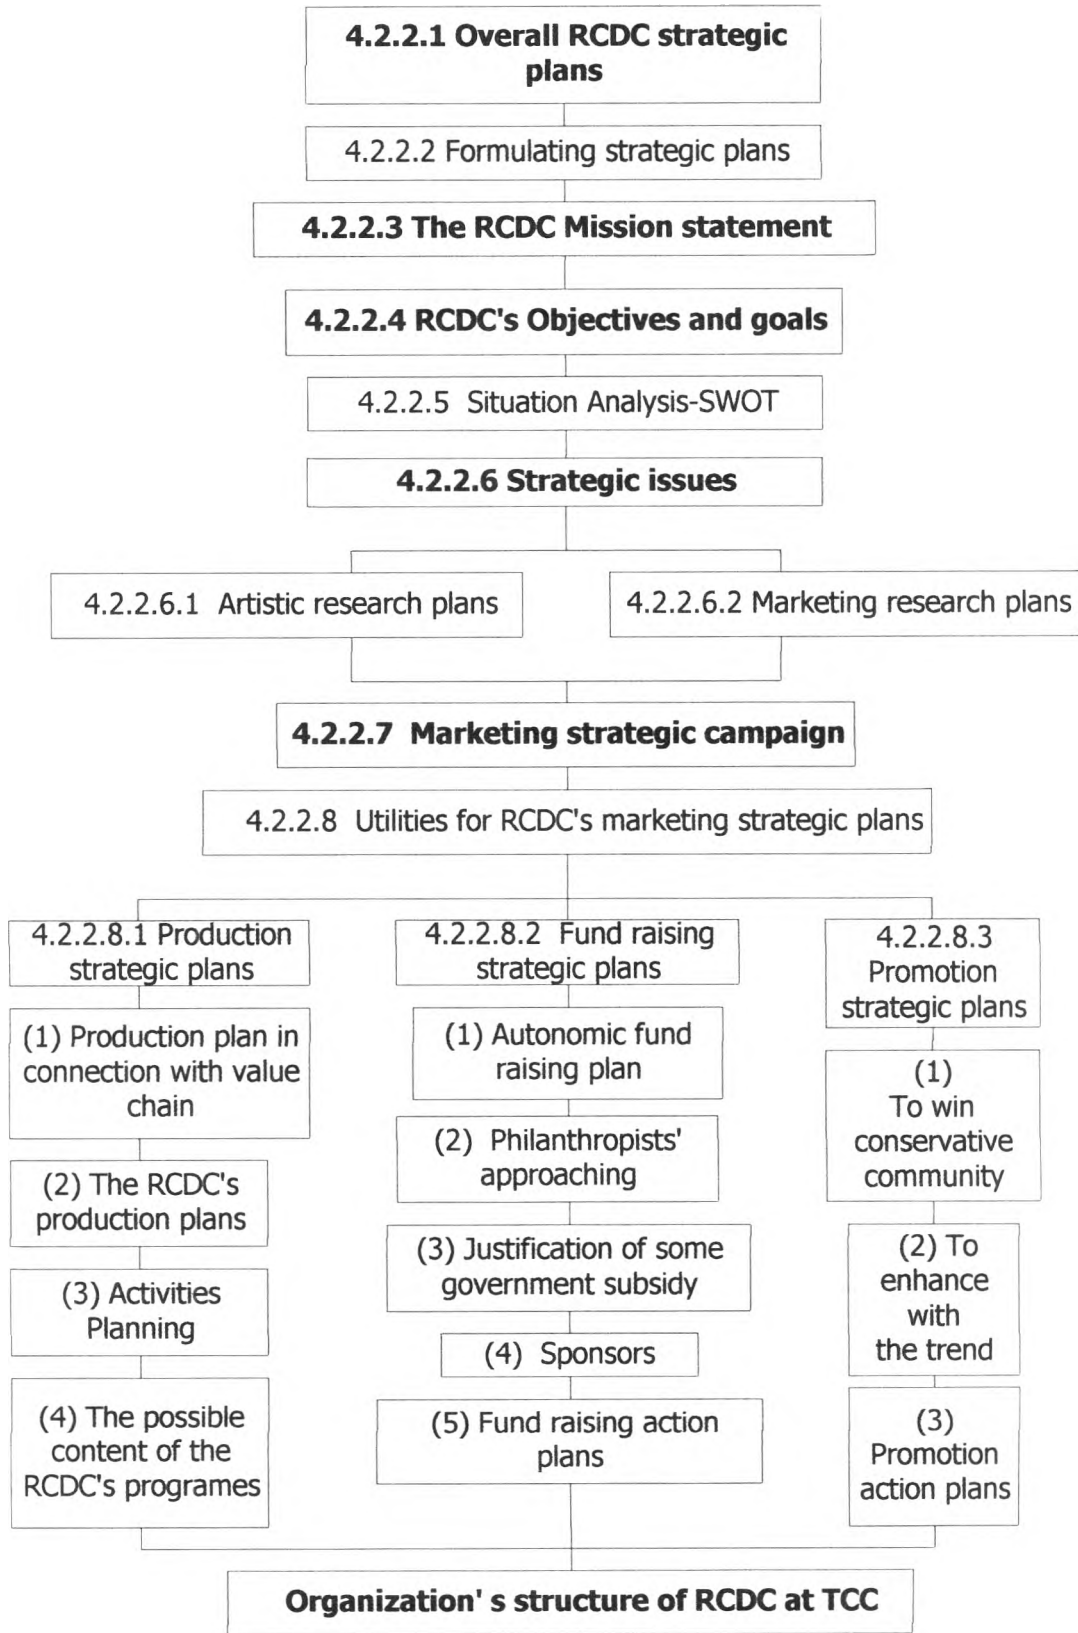 4.2.2.1 Overall RCDC strategic
plans
4.2.2.2 Formulating strategic plans
4.2.2.3 The RCDC Mission statement
4.2.2.4 RCDC's Objectives and goals
4.2.2.5 Situation Analysis-SWOT
4.2.2.6 Strategic issues
4.2.2.6.1 Artistic research plans
4.2.2.6.2 Marketing research plans
4.2.2.7 Marketing strategic campaign
4.2.2.8 Utilities for RCDC's marketing strategic plans
4.2.2.8.1 Production
strategic plans
(1) Production plan in
connection with value
chain
(2) The RCDC's
production plans
(3) Activities
Planning
(4) The possible
content of the
RCDC's programes
4.2.2.8.2 Fund raising
strategic plans
(1) Autonomic fund
raising plan
(2) Philanthropists'
approaching
(3) Justification of some
government subsidy
(4) Sponsors
(5) Fund raising action
plans
4.2.2.8.3
Promotion
strategic plans
(1)
To win
conservative
community
(2) To
enhance
with
the trend
(3)
Promotion
action plans
Organization' s structure of RCDC at TCC